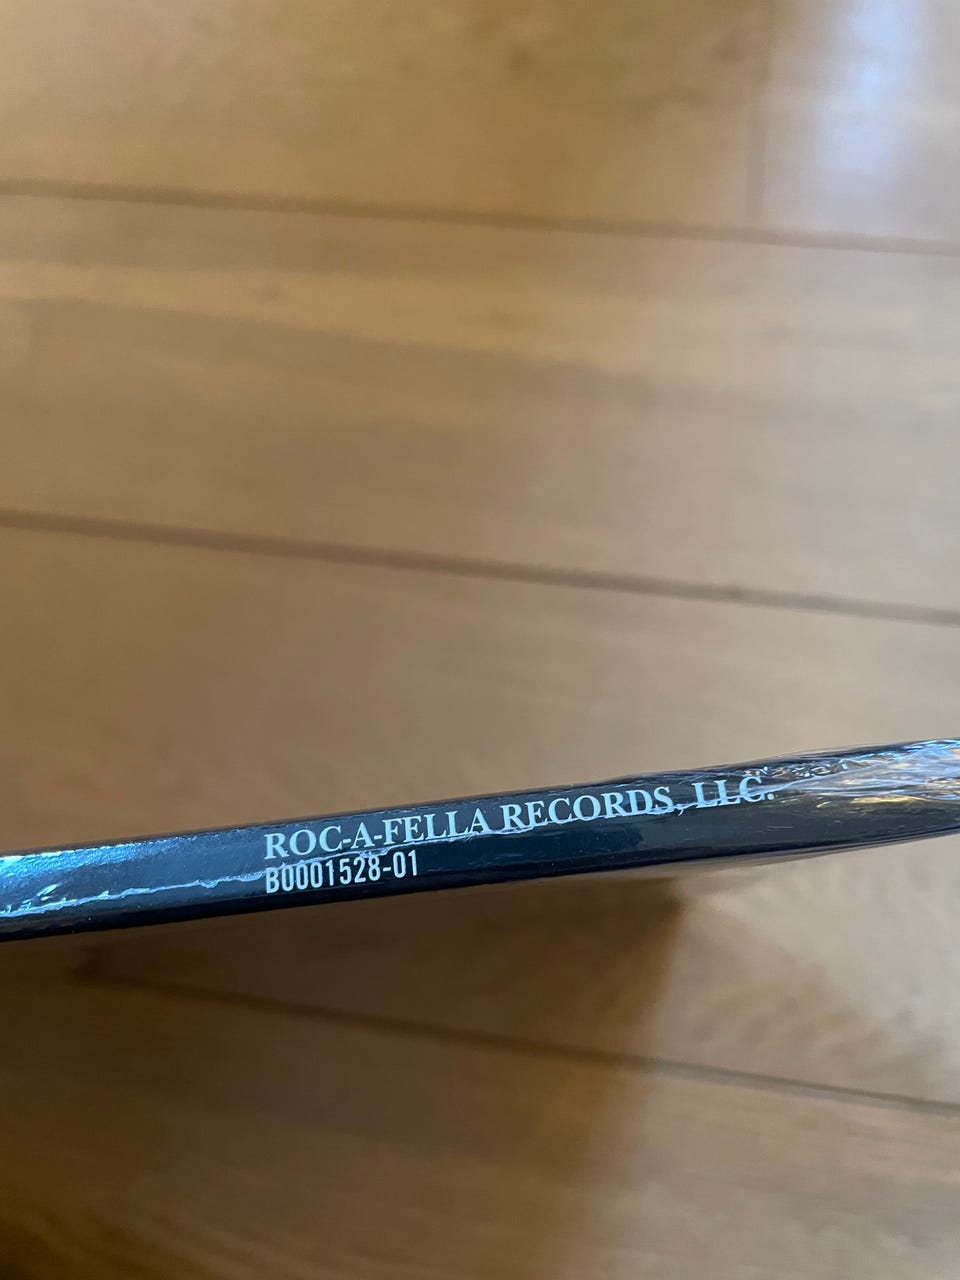 ROC-A-FELLA RECORDS, LLC.
B0001528-01